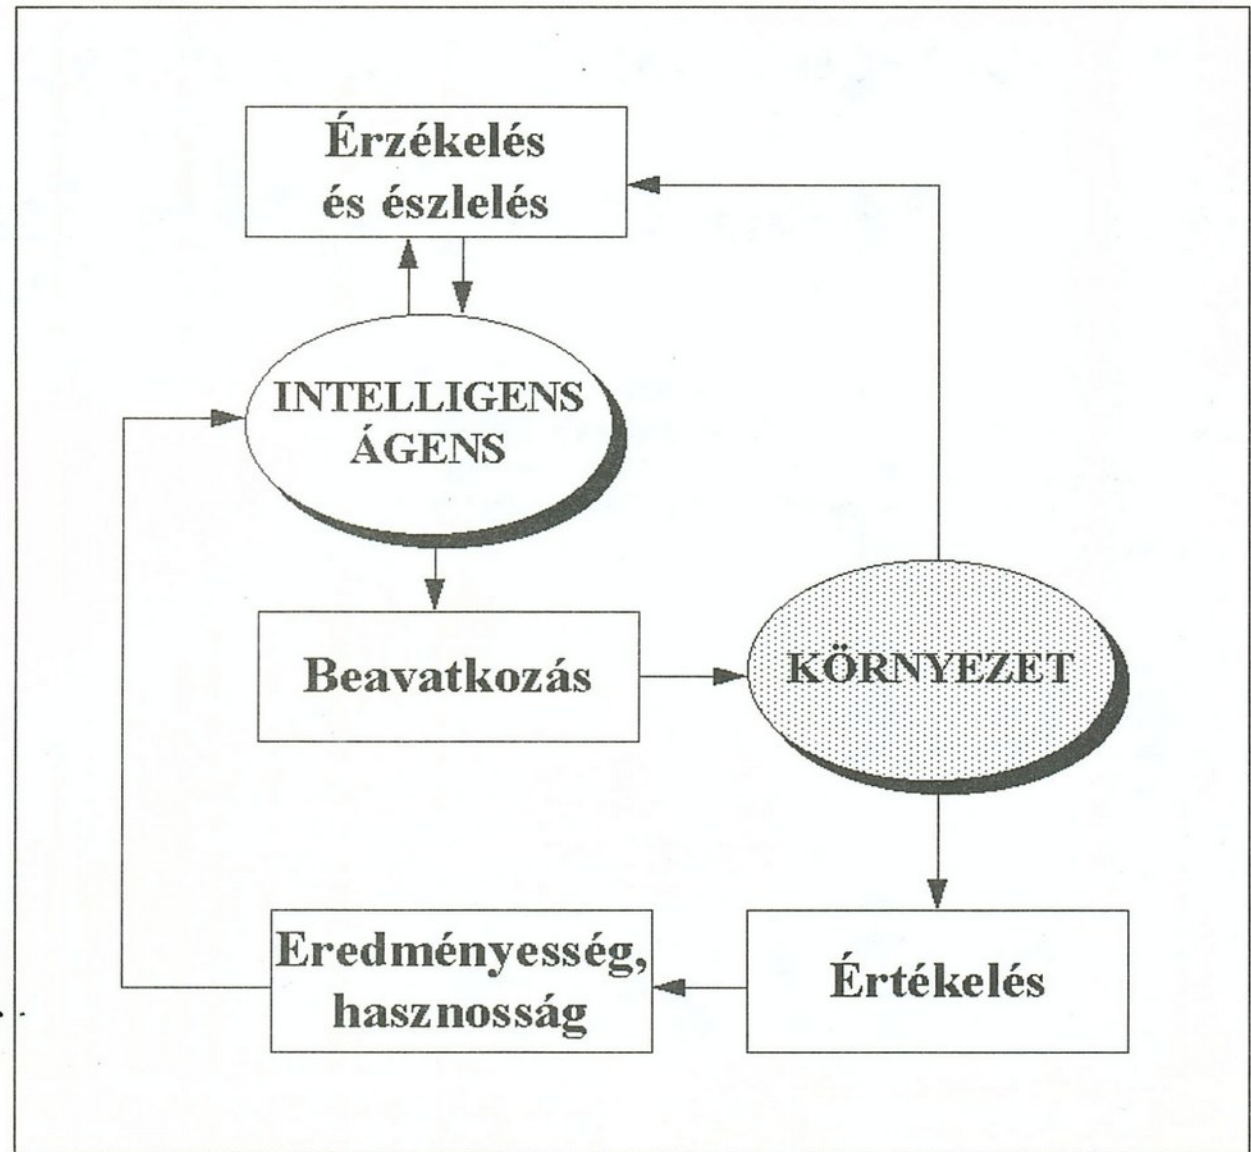 Érzékelés
és észlelés
INTELLIGENS
ÁGENS
Beavatkozás
KÖRNYEZET
Eredményesség,
hasznosság
Értékelés